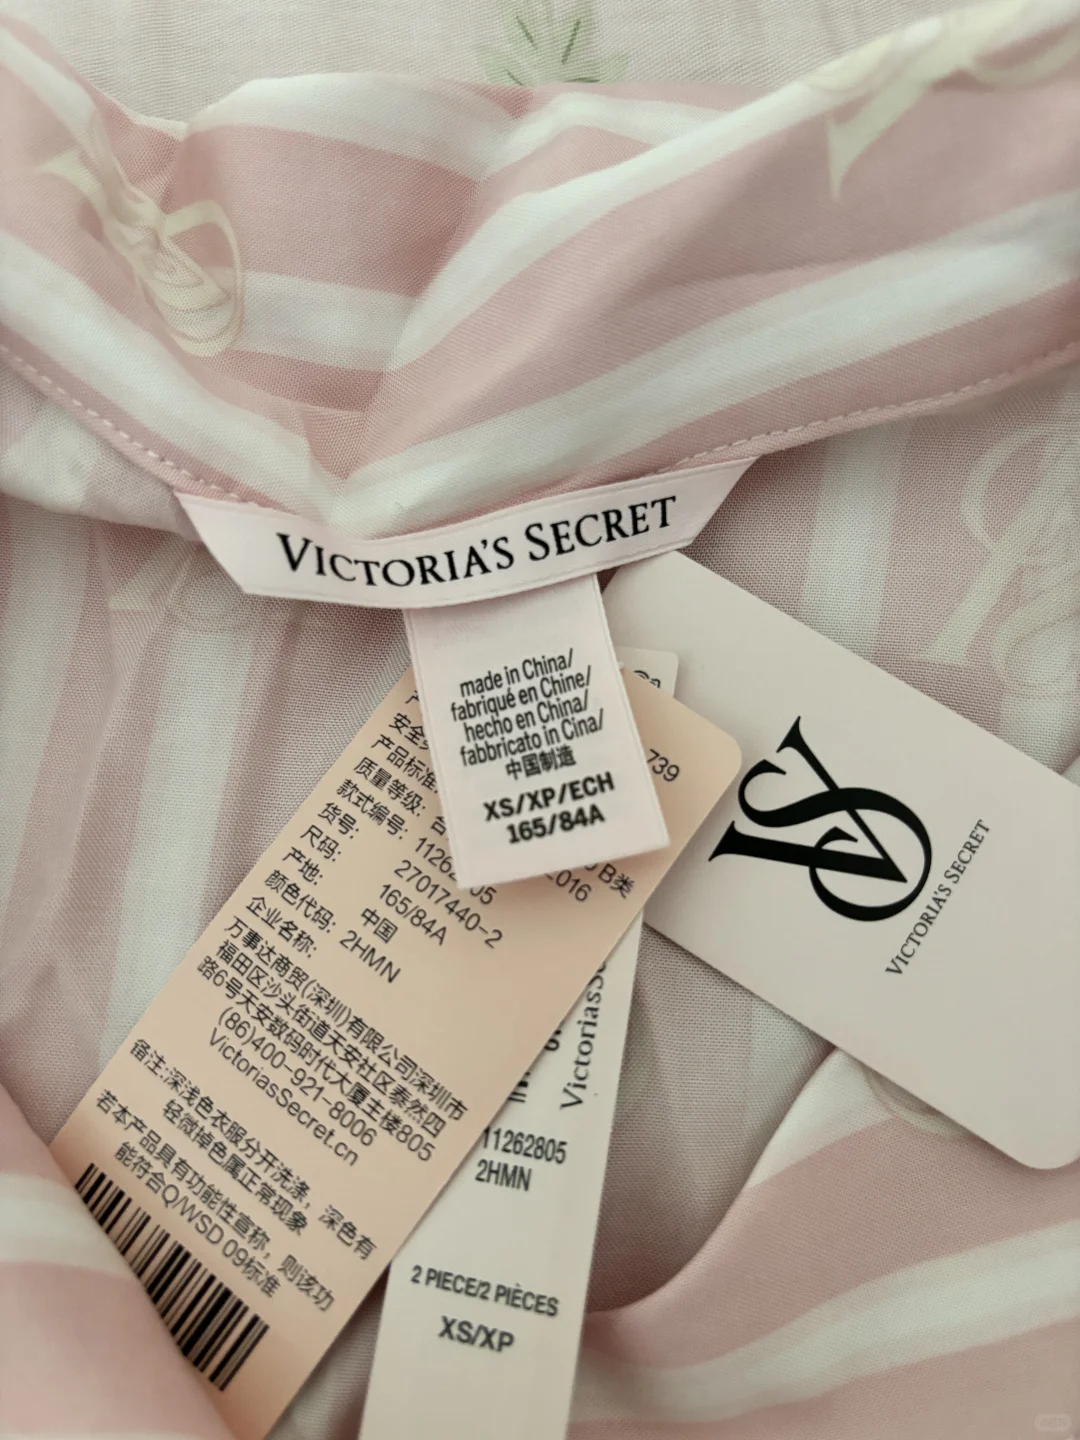 VICTORIA'S SECRET
made in China/
fabriqué en Chine/
hecho en China/
fabbricato in Cina/
中国制造
XS/XP/ECH
165/84A
VS
VICTORIA'S SECRET
739
产品标准:
质量等级:
款式编号:
货号: 27017440-2
尺码: 165/84A
产地: 中国
颜色代码: 2HMN
企业名称:
万事达商贸(深圳)有限公司深圳市
福田区沙头街道天安社区泰然四
路6号天安数码时代大厦主楼805
(86)400-921-8006
VictoriasSecret.cn
备注:深浅色衣服分开洗涤，深色有
轻微掉色属正常现象
若本产品具有功能性宣称，则该功
能符合Q/WSD 09标准
B类
2016
11262805
2HMN
2 PIECE/2 PIÈCES
XS/XP